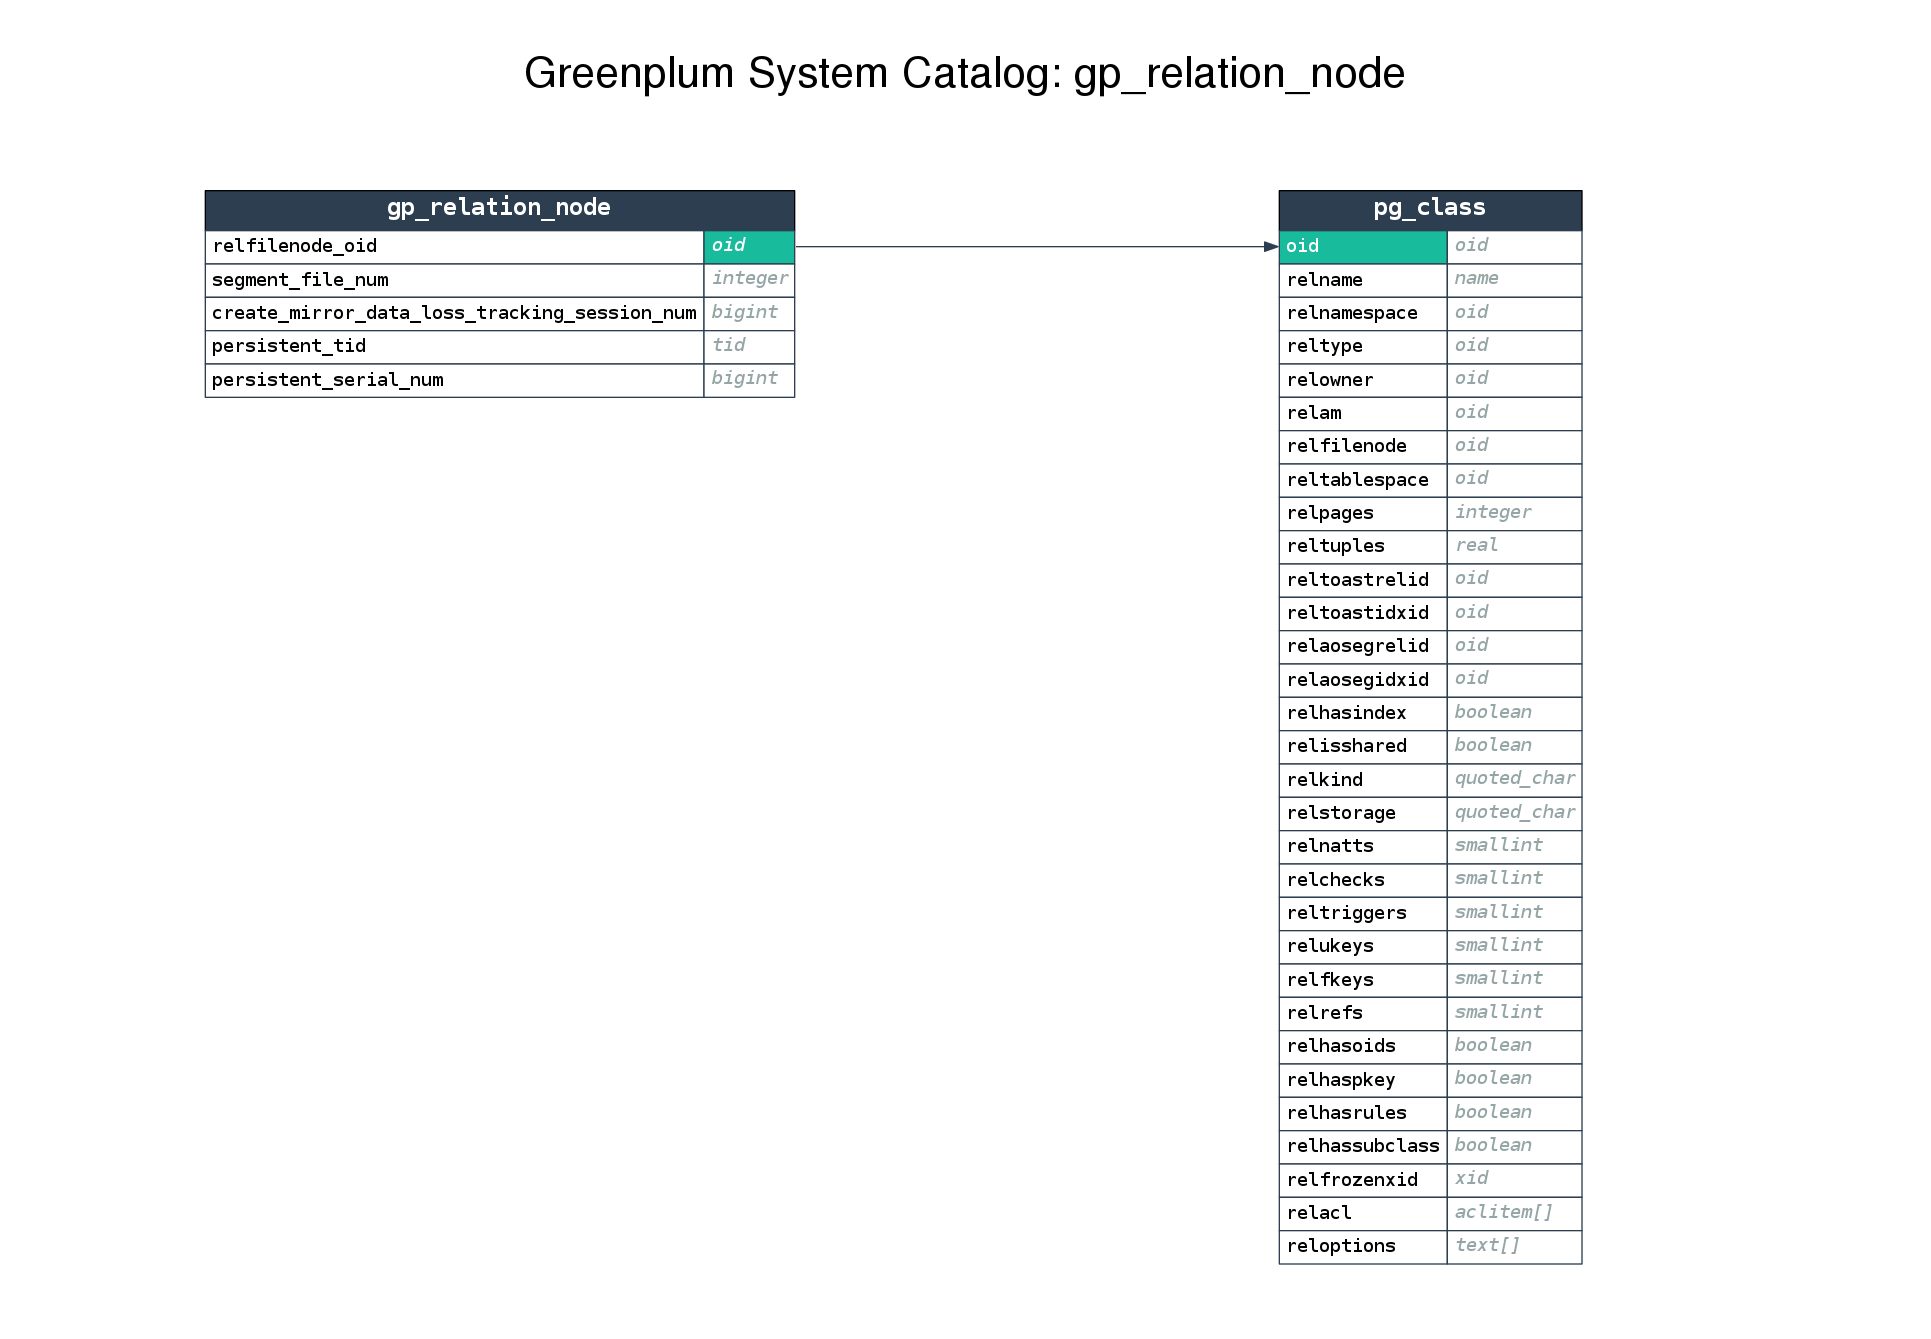 Greenplum System Catalog: gp_relation_node
gp_relation_node
relfilenode_oid oid
segment_file_num integer
create_mirror_data_loss_tracking_session_num bigint
persistent_tid tid
persistent_serial_num bigint
pg_class
oid oid
relname name
relnamespace oid
reltype oid
relowner oid
relam oid
relfilenode oid
reltablespace oid
relpages integer
reltuples real
reltoastrelid oid
reltoastidxid oid
relaosegrelid oid
relaosegidxid oid
relhasindex boolean
relisshared boolean
relkind quoted_char
relstorage quoted_char
relnatts smallint
relchecks smallint
reltriggers smallint
relukeys smallint
relfkeys smallint
relrefs smallint
relhasoids boolean
relhaspkey boolean
relhasrules boolean
relhassubclass boolean
relfrozenxid xid
relacl aclitem[]
reloptions text[]